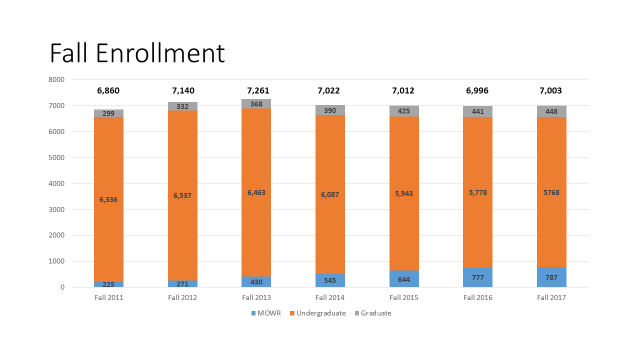 Fall Enrollment
8000
6,860 7,140 7,261 7,022 7,012 6,996 7,003
7000
299 332 368 390 425 441 448
6000
5000
4000
6,336 6,537 6,463 6,087 5,943 5,778 5768
3000
2000
1000
225 271 430 545 644 777 787
0
Fall 2011 Fall 2012 Fall 2013 Fall 2014 Fall 2015 Fall 2016 Fall 2017
MOWR Undergraduate Graduate